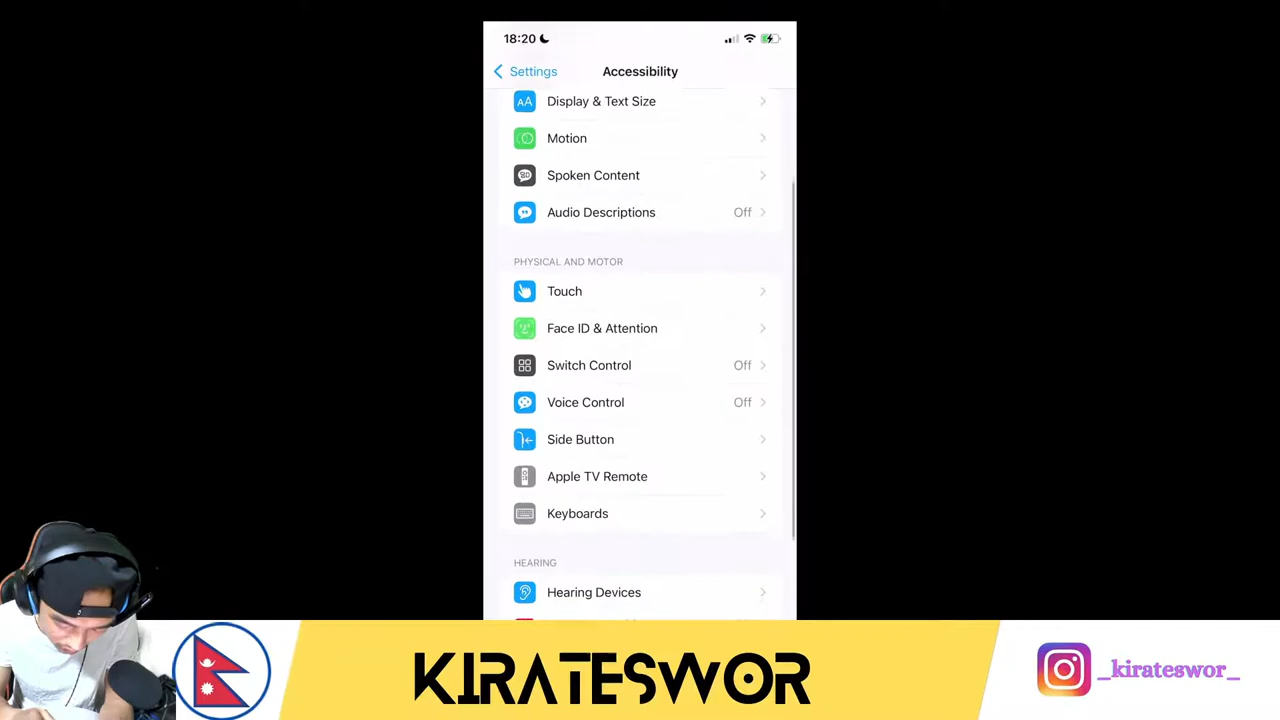 18:20
Settings
Accessibility
Display & Text Size
Motion
Spoken Content
Audio Descriptions Off
PHYSICAL AND MOTOR
Touch
Face ID & Attention
Switch Control Off
Voice Control Off
Side Button
Apple TV Remote
Keyboards
HEARING
Hearing Devices
KIRATESWOR
_kirateswor_